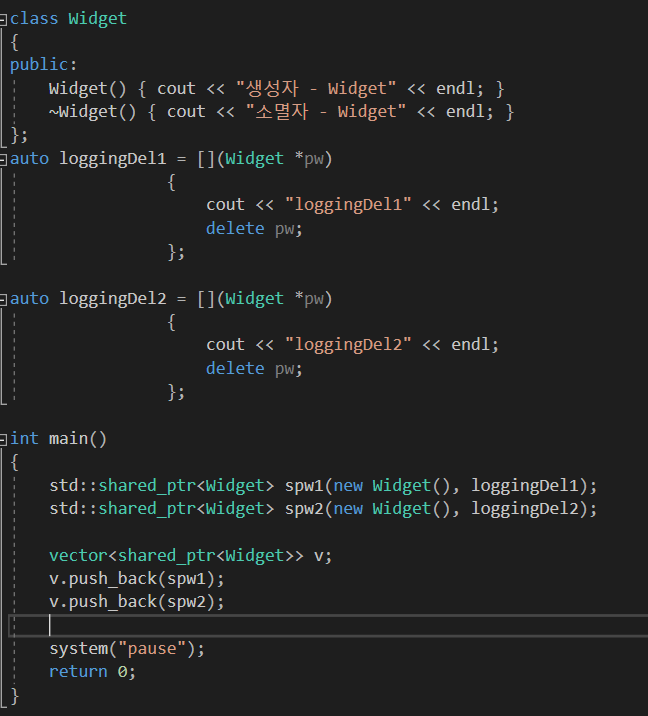 class Widget
{
public:
    Widget() { cout << "생성자 - Widget" << endl; }
    ~Widget() { cout << "소멸자 - Widget" << endl; }
};
auto loggingDel1 = [](Widget *pw)
                {
                    cout << "loggingDel1" << endl;
                    delete pw;
                };

auto loggingDel2 = [](Widget *pw)
                {
                    cout << "loggingDel2" << endl;
                    delete pw;
                };

int main()
{
    std::shared_ptr<Widget> spw1(new Widget(), loggingDel1);
    std::shared_ptr<Widget> spw2(new Widget(), loggingDel2);

    vector<shared_ptr<Widget>> v;
    v.push_back(spw1);
    v.push_back(spw2);

    system("pause");
    return 0;
}